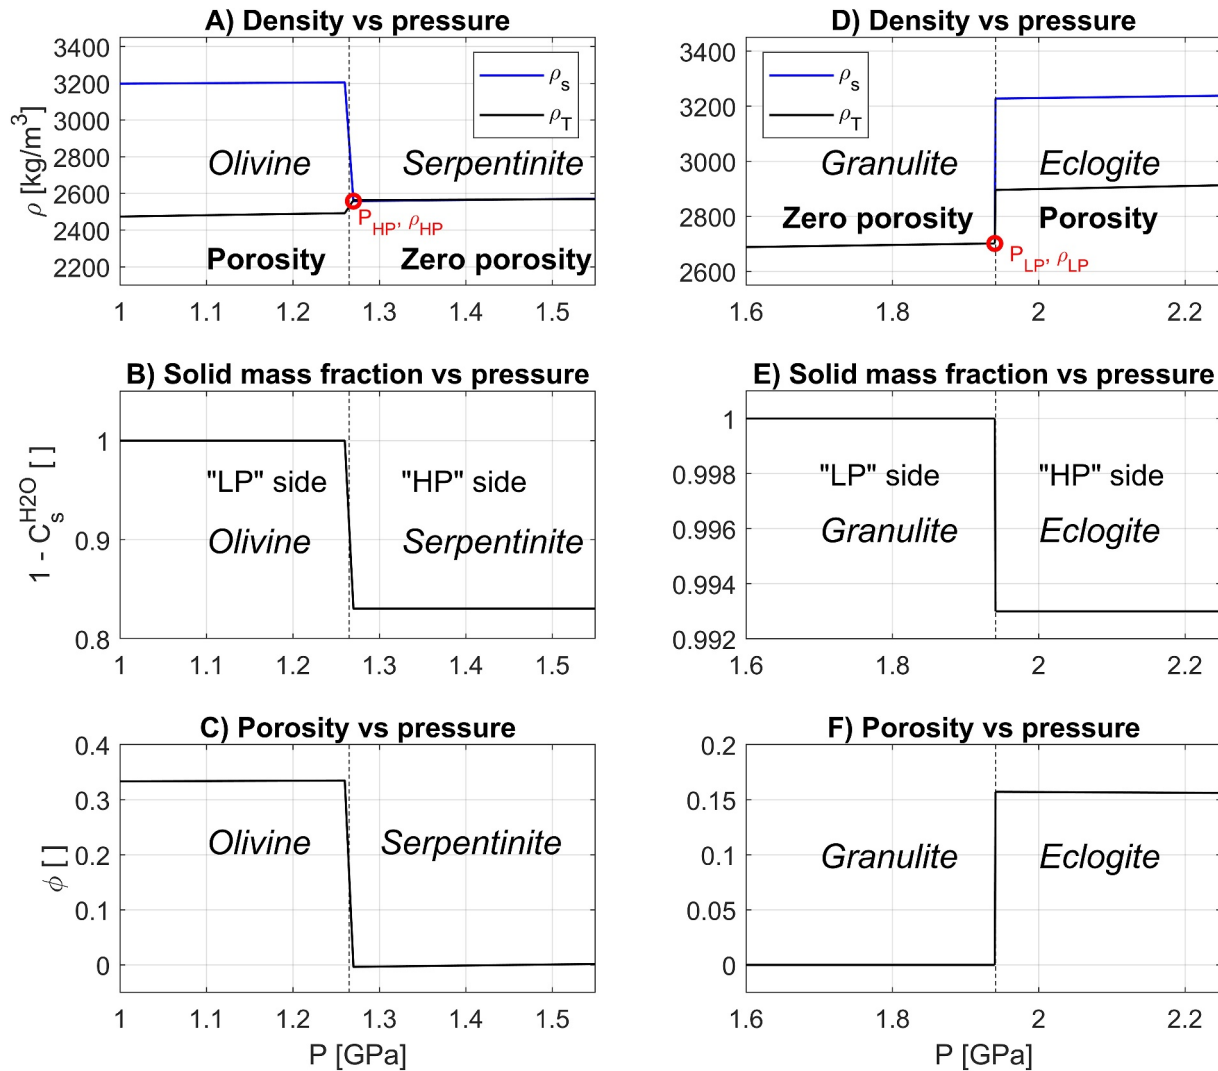 A) Density vs pressure
3400
3200
3000
2800
2600
2400
2200
ρ [kg/m³]
ρs
ρT
Olivine
Serpentinite
PHP, ρHP
Porosity
Zero porosity
1
1.1
1.2
1.3
1.4
1.5
D) Density vs pressure
3400
3200
3000
2800
2600
ρs
ρT
Granulite
Eclogite
Zero porosity
Porosity
PLP, ρLP
1.6
1.8
2
2.2
B) Solid mass fraction vs pressure
1
0.9
0.8
1 - CsH2O [ ]
"LP" side
"HP" side
Olivine
Serpentinite
1
1.1
1.2
1.3
1.4
1.5
E) Solid mass fraction vs pressure
1
0.998
0.996
0.994
0.992
"LP" side
"HP" side
Granulite
Eclogite
1.6
1.8
2
2.2
C) Porosity vs pressure
0.4
0.3
0.2
0.1
0
ϕ [ ]
Olivine
Serpentinite
1
1.1
1.2
1.3
1.4
1.5
P [GPa]
F) Porosity vs pressure
0.2
0.15
0.1
0.05
0
Granulite
Eclogite
1.6
1.8
2
2.2
P [GPa]